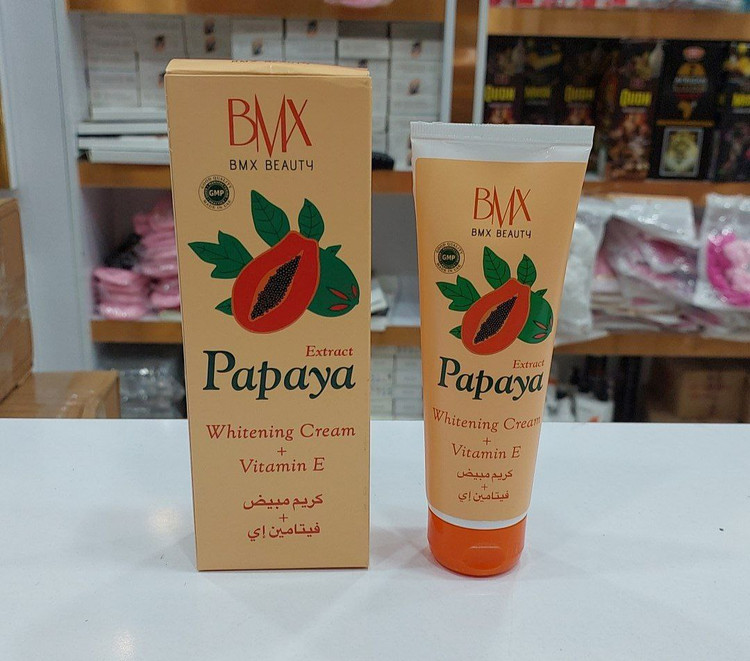 BMX
BMX BEAUTY
GMP
Extract
Papaya
Whitening Cream
+
Vitamin E
كريم مبيض
+
فيتامين إي
BMX
BMX BEAUTY
GMP
Extract
Papaya
Whitening Cream
+
Vitamin E
كريم مبيض
+
فيتامين إي